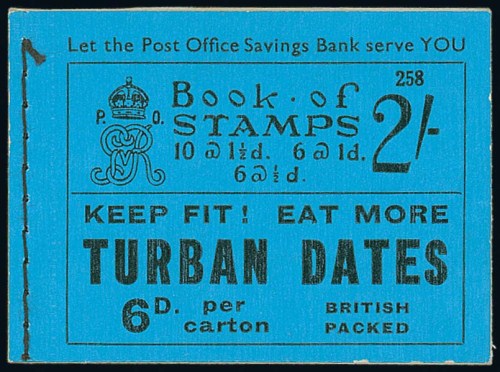 Let the Post Office Savings Bank serve YOU
258
P. O.
Book · of
STAMPS
2/-
10 @ 1½d. 6 @ 1d.
6 @ ½d.
KEEP FIT! EAT MORE
TURBAN DATES
6D. per carton
BRITISH PACKED